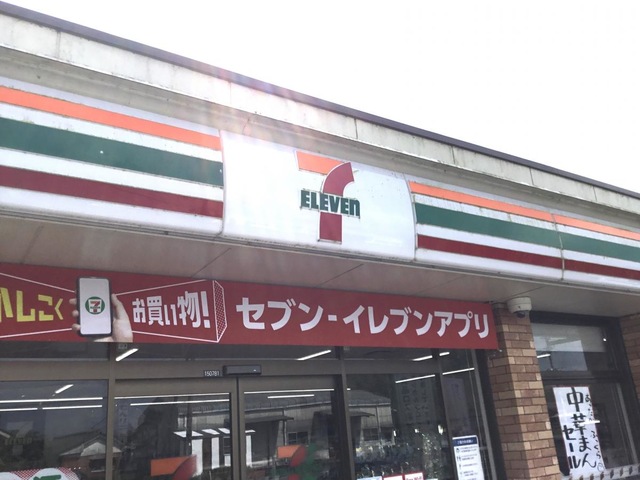 ELEVEn
かしこく
お買い物!
セブン-イレブンアプリ
150781
中華まん
セール